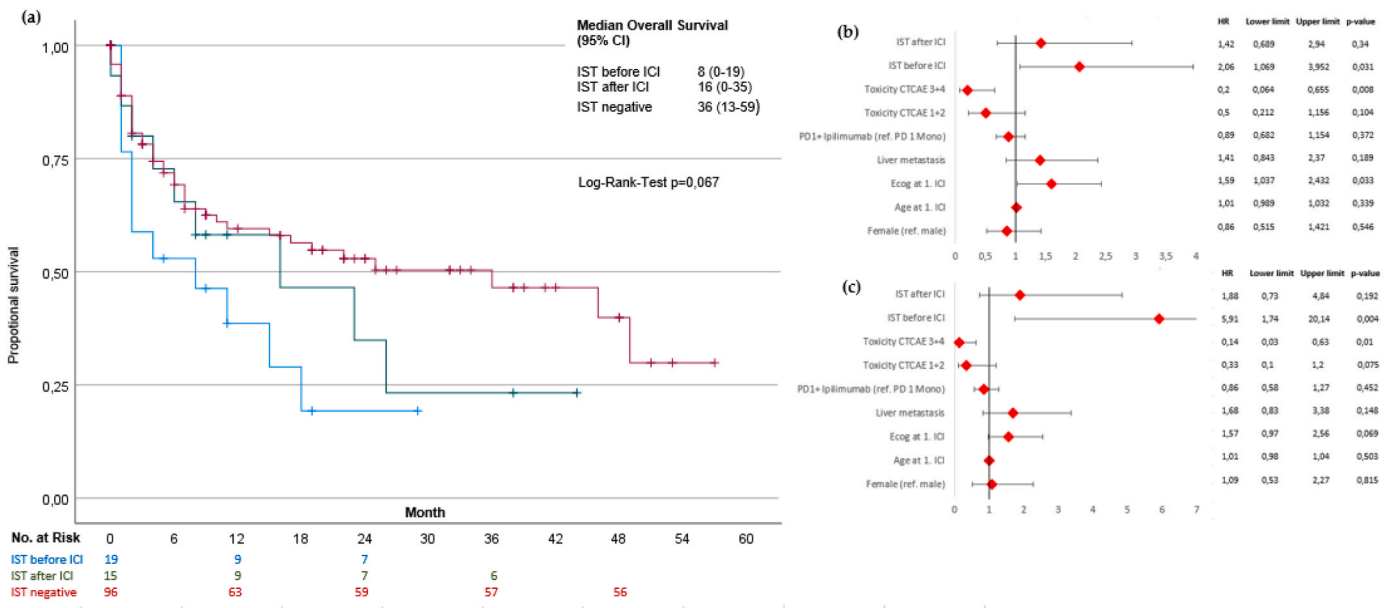 (a)
Median Overall Survival
(95% CI)
IST before ICI 8 (0-19)
IST after ICI 16 (0-35)
IST negative 36 (13-59)
Log-Rank-Test p=0,067
Propotional survival
1,00
0,75
0,50
0,25
0,00
Month
No. at Risk 0 6 12 18 24 30 36 42 48 54 60
IST before ICI 19 9 7
IST after ICI 15 9 7 6
IST negative 96 63 59 57 56
(b)
HR Lower limit Upper limit p-value
IST after ICI 1,42 0,689 2,94 0,34
IST before ICI 2,06 1,069 3,952 0,031
Toxicity CTCAE 3+4 0,2 0,064 0,655 0,008
Toxicity CTCAE 1+2 0,5 0,212 1,156 0,104
PD1+ Ipilimumab (ref. PD 1 Mono) 0,89 0,682 1,154 0,372
Liver metastasis 1,41 0,843 2,37 0,189
Ecog at 1. ICI 1,59 1,037 2,432 0,033
Age at 1. ICI 1,01 0,989 1,032 0,339
Female (ref. male) 0,86 0,515 1,421 0,546
0 0,5 1 1,5 2 2,5 3 3,5 4
(c)
HR Lower limit Upper limit p-value
IST after ICI 1,88 0,73 4,84 0,192
IST before ICI 5,91 1,74 20,14 0,004
Toxicity CTCAE 3+4 0,14 0,03 0,63 0,01
Toxicity CTCAE 1+2 0,33 0,1 1,2 0,075
PD1+ Ipilimumab (ref. PD 1 Mono) 0,86 0,58 1,27 0,452
Liver metastasis 1,68 0,83 3,38 0,148
Ecog at 1. ICI 1,57 0,97 2,56 0,069
Age at 1. ICI 1,01 0,98 1,04 0,503
Female (ref. male) 1,09 0,53 2,27 0,815
0 1 2 3 4 5 6 7